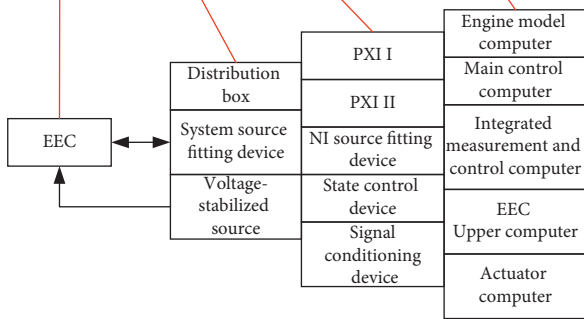 EEC
Distribution
box
System source
fitting device
Voltage-
stabilized
source
PXI I
PXI II
NI source fitting
device
State control
device
Signal
conditioning
device
Engine model
computer
Main control
computer
Integrated
measurement and
control computer
EEC
Upper computer
Actuator
computer